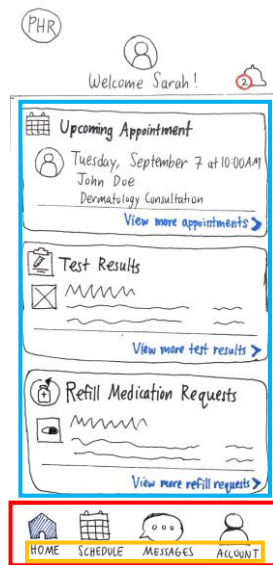 PHR
Welcome Sarah!
2
Upcoming Appointment
Tuesday, September 7 at 10:00AM
John Doe
Dermatology Consultation
View more appointments >
Test Results
View more test results >
Refill Medication Requests
View more refill requests >
HOME SCHEDULE MESSAGES ACCOUNT